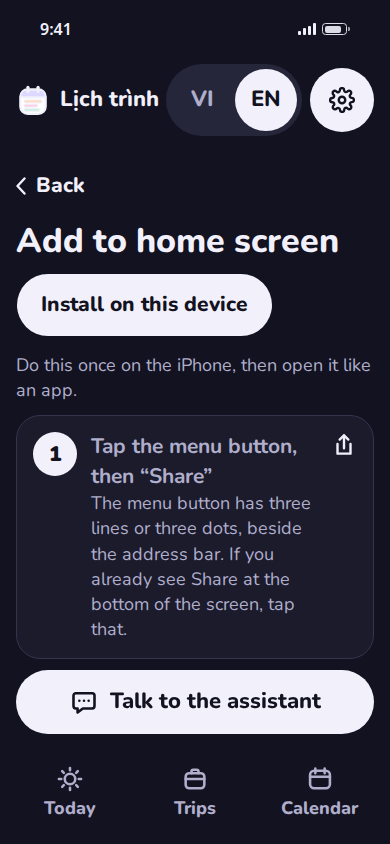 9:41
Lịch trình
VI
EN
Back
Add to home screen
Install on this device
Do this once on the iPhone, then open it like
an app.
1
Tap the menu button,
then “Share”
The menu button has three
lines or three dots, beside
the address bar. If you
already see Share at the
bottom of the screen, tap
that.
Talk to the assistant
Today
Trips
Calendar